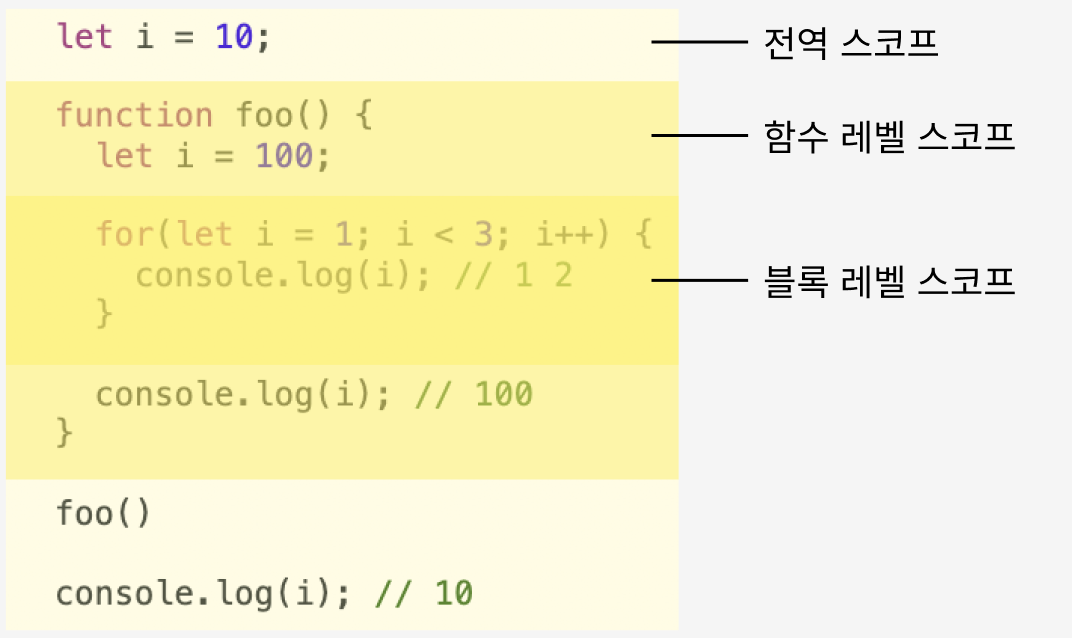 let i = 10;
전역 스코프
function foo() {
함수 레벨 스코프
  let i = 100;
  for(let i = 1; i < 3; i++) {
    console.log(i); // 1 2
블록 레벨 스코프
  }
  console.log(i); // 100
}
foo()
console.log(i); // 10